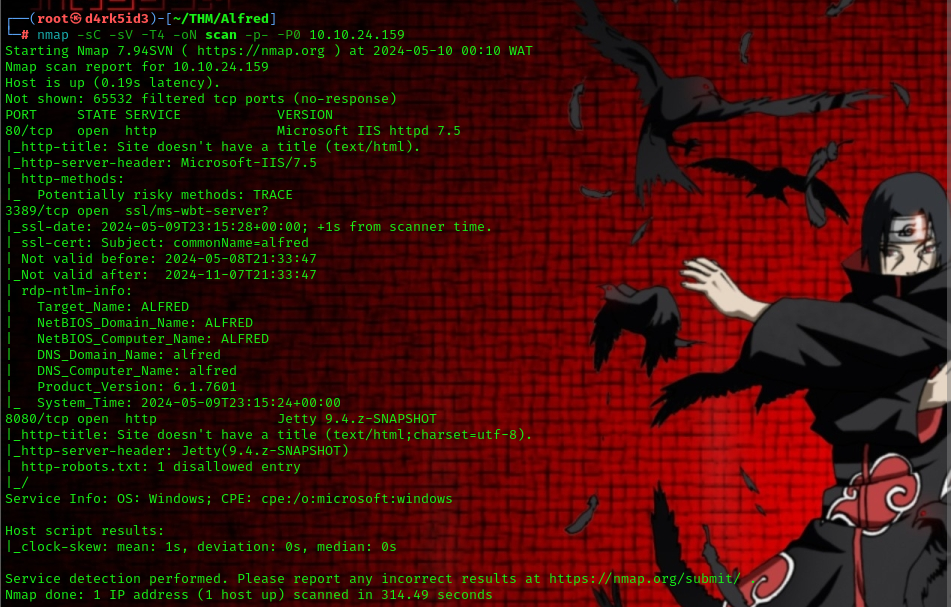 ┌──(root㉿d4rk5id3)-[~/THM/Alfred]
└─# nmap -sC -sV -T4 -oN scan -p- -P0 10.10.24.159
Starting Nmap 7.94SVN ( https://nmap.org ) at 2024-05-10 00:10 WAT
Nmap scan report for 10.10.24.159
Host is up (0.19s latency).
Not shown: 65532 filtered tcp ports (no-response)
PORT     STATE SERVICE            VERSION
80/tcp   open  http               Microsoft IIS httpd 7.5
|_http-title: Site doesn't have a title (text/html).
|_http-server-header: Microsoft-IIS/7.5
| http-methods:
|_  Potentially risky methods: TRACE
3389/tcp open  ssl/ms-wbt-server?
|_ssl-date: 2024-05-09T23:15:28+00:00; +1s from scanner time.
| ssl-cert: Subject: commonName=alfred
| Not valid before: 2024-05-08T21:33:47
|_Not valid after:  2024-11-07T21:33:47
| rdp-ntlm-info:
|   Target_Name: ALFRED
|   NetBIOS_Domain_Name: ALFRED
|   NetBIOS_Computer_Name: ALFRED
|   DNS_Domain_Name: alfred
|   DNS_Computer_Name: alfred
|   Product_Version: 6.1.7601
|_  System_Time: 2024-05-09T23:15:24+00:00
8080/tcp open  http               Jetty 9.4.z-SNAPSHOT
|_http-title: Site doesn't have a title (text/html;charset=utf-8).
|_http-server-header: Jetty(9.4.z-SNAPSHOT)
| http-robots.txt: 1 disallowed entry
|_/
Service Info: OS: Windows; CPE: cpe:/o:microsoft:windows

Host script results:
|_clock-skew: mean: 1s, deviation: 0s, median: 0s

Service detection performed. Please report any incorrect results at https://nmap.org/submit/ .
Nmap done: 1 IP address (1 host up) scanned in 314.49 seconds